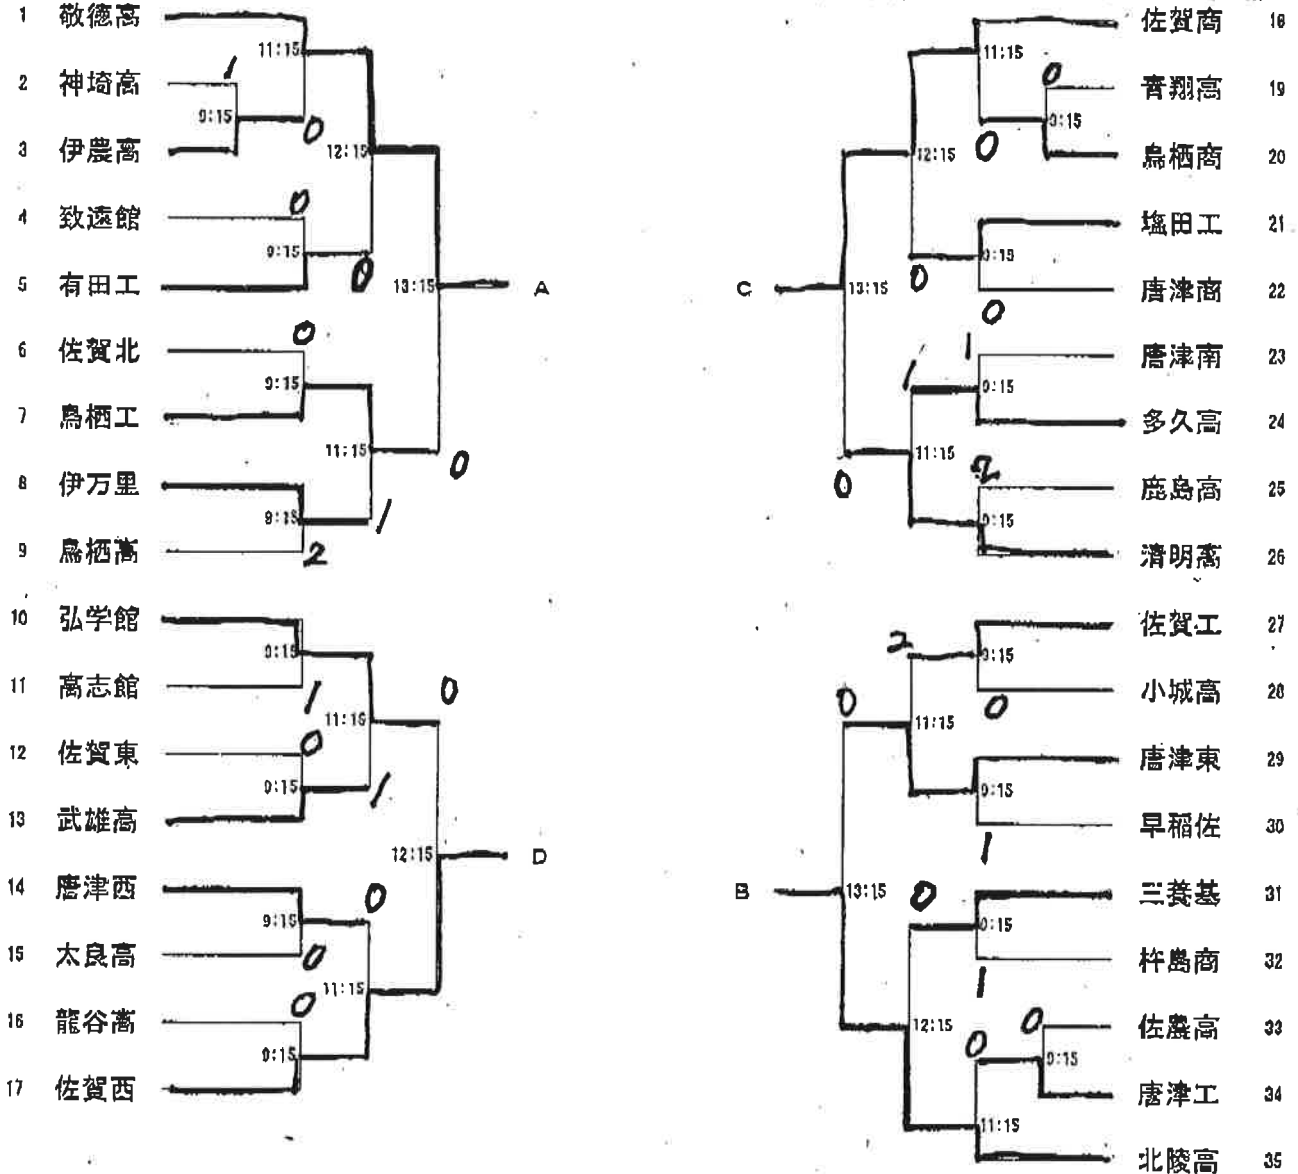 1 敬徳高
11:15
2 神埼高 1
9:15 0
3 伊農高
12:15
4 致遠館 0
9:15 0
5 有田工
13:15 A
6 佐賀北 0
9:15
7 鳥栖工
11:15 0
8 伊万里
9:15 1
9 鳥栖高 2
10 弘学館
9:15
11 高志館 1
11:15 0
12 佐賀東 0
9:15 1
13 武雄高
12:15 D
14 唐津西 0
9:15
15 太良高 0
11:15
16 龍谷高 0
9:15
17 佐賀西
佐賀商 18
11:15
0 青翔高 19
0 9:15
鳥栖商 20
12:15
塩田工 21
0 9:15
唐津商 22
0
C 13:15
1 唐津南 23
1 9:15
多久高 24
0 11:15
2 鹿島高 25
9:15
清明高 26
佐賀工 27
2 9:15
小城高 28
0
0 11:15
唐津東 29
9:15
早稲佐 30
1
B 13:15
0 三養基 31
9:15
杵島商 32
1
12:15
0 佐農高 33
0 9:15
唐津工 34
11:15
北陵高 35